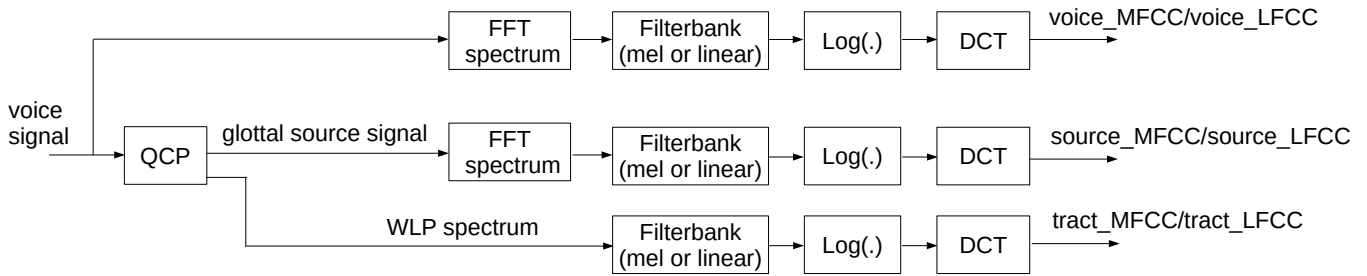 FFT
spectrum
Filterbank
(mel or linear)
Log(.)
DCT
voice_MFCC/voice_LFCC
voice
signal
QCP
glottal source signal
FFT
spectrum
Filterbank
(mel or linear)
Log(.)
DCT
source_MFCC/source_LFCC
WLP spectrum
Filterbank
(mel or linear)
Log(.)
DCT
tract_MFCC/tract_LFCC